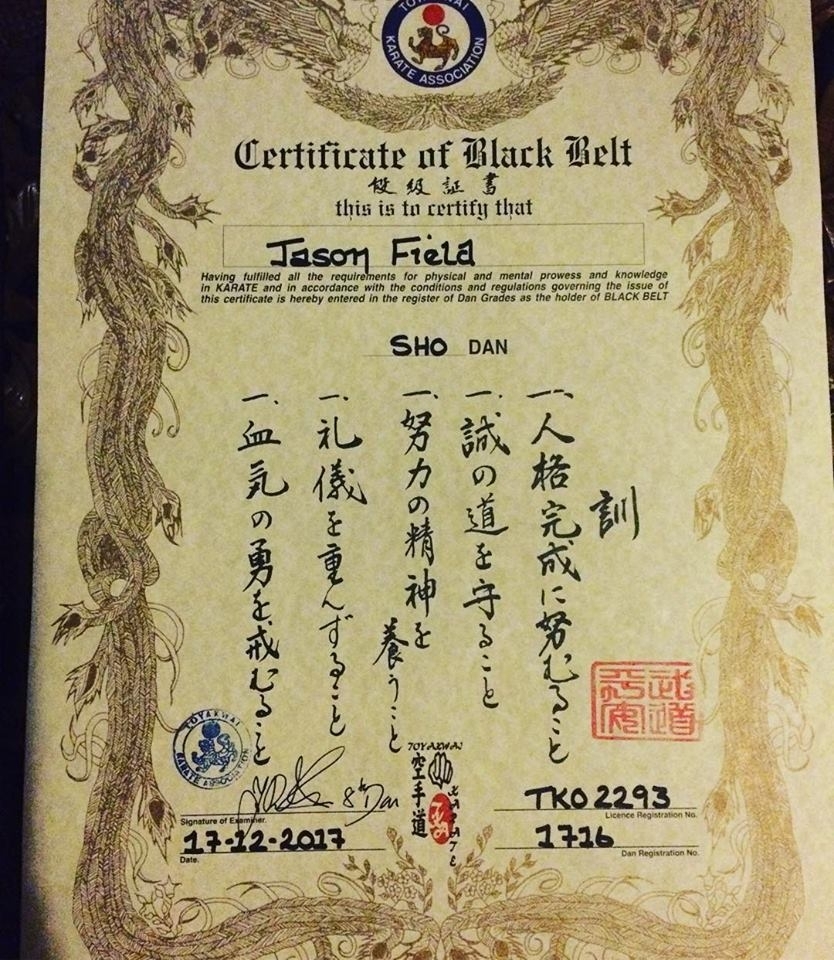 TOYAKWAI
KARATE ASSOCIATION
Certificate of Black Belt
段級証書
this is to certify that
Jason Field
Having fulfilled all the requirements for physical and mental prowess and knowledge
in KARATE and in accordance with the conditions and regulations governing the issue of
this certificate is hereby entered in the register of Dan Grades as the holder of BLACK BELT
SHO DAN
訓
一、人格完成に努むること
一、誠の道を守ること
一、努力の精神を養うこと
一、礼儀を重んずること
一、血気の勇を戒むること
TOYAKWAI
KARATE ASSOCIATION
8th Dan
Signature of Examiner.
17-12-2017
Date.
TOYAKWAI
空手道
KARATE
TKO 2293
Licence Registration No.
1716
Dan Registration No.